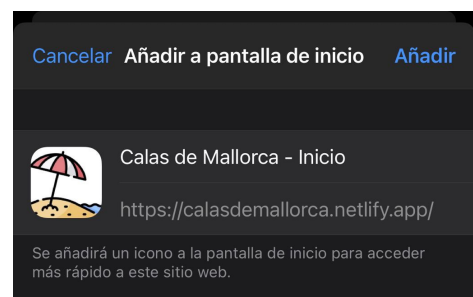 Cancelar Añadir a pantalla de inicio Añadir
Calas de Mallorca - Inicio
https://calasdemallorca.netlify.app/
Se añadirá un icono a la pantalla de inicio para acceder
más rápido a este sitio web.